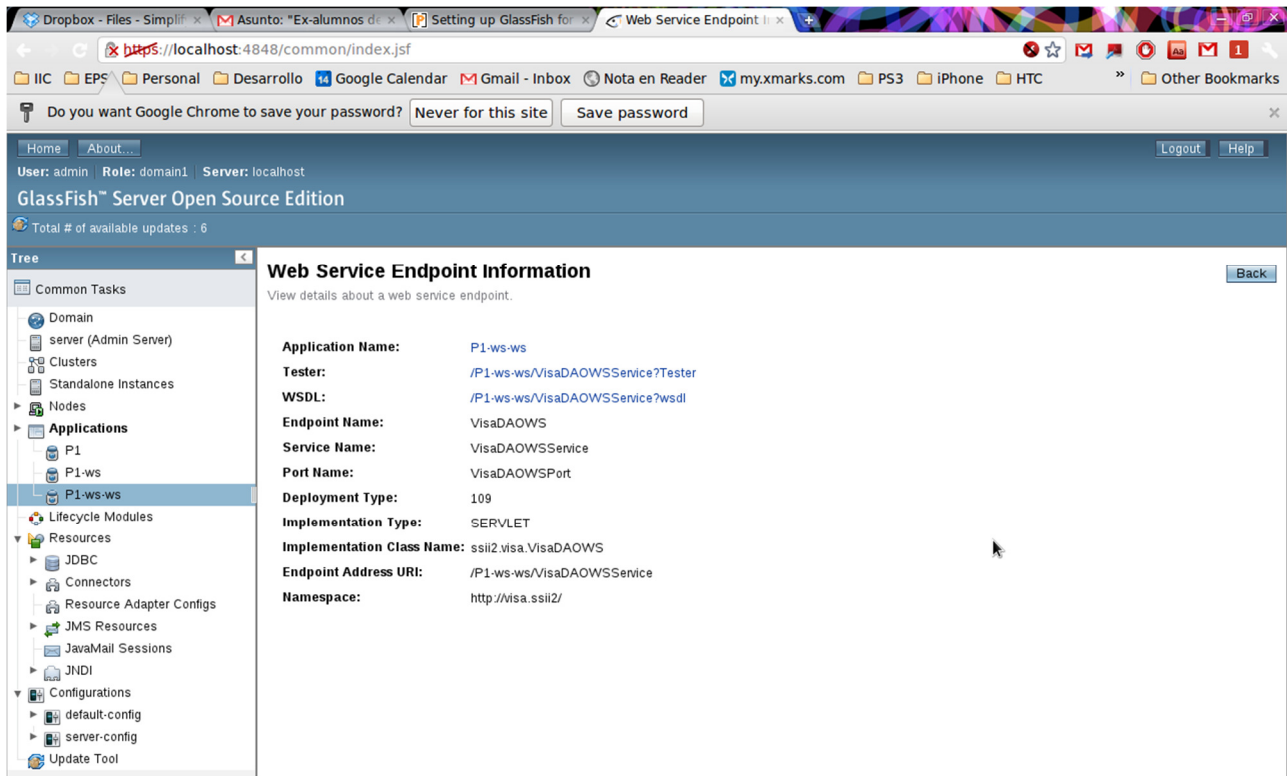 Dropbox - Files - Simplif
Asunto: "Ex-alumnos de
Setting up GlassFish for
Web Service Endpoint I
https://localhost:4848/common/index.jsf
IIC EPS Personal Desarrollo Google Calendar Gmail - Inbox Nota en Reader my.xmarks.com PS3 iPhone HTC » Other Bookmarks
Do you want Google Chrome to save your password? Never for this site Save password
Home About... Logout Help
User: admin Role: domain1 Server: localhost
GlassFish™ Server Open Source Edition
Total # of available updates : 6
Tree
Common Tasks
Domain
server (Admin Server)
Clusters
Standalone Instances
Nodes
Applications
P1
P1-ws
P1-ws-ws
Lifecycle Modules
Resources
JDBC
Connectors
Resource Adapter Configs
JMS Resources
JavaMail Sessions
JNDI
Configurations
default-config
server-config
Update Tool
Web Service Endpoint Information
Back
View details about a web service endpoint.
Application Name: P1-ws-ws
Tester: /P1-ws-ws/VisaDAOWSService?Tester
WSDL: /P1-ws-ws/VisaDAOWSService?wsdl
Endpoint Name: VisaDAOWS
Service Name: VisaDAOWSService
Port Name: VisaDAOWSPort
Deployment Type: 109
Implementation Type: SERVLET
Implementation Class Name: ssii2.visa.VisaDAOWS
Endpoint Address URI: /P1-ws-ws/VisaDAOWSService
Namespace: http://visa.ssii2/